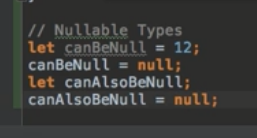 // Nullable Types
let canBeNull = 12;
canBeNull = null;
let canAlsoBeNull;
canAlsoBeNull = null;